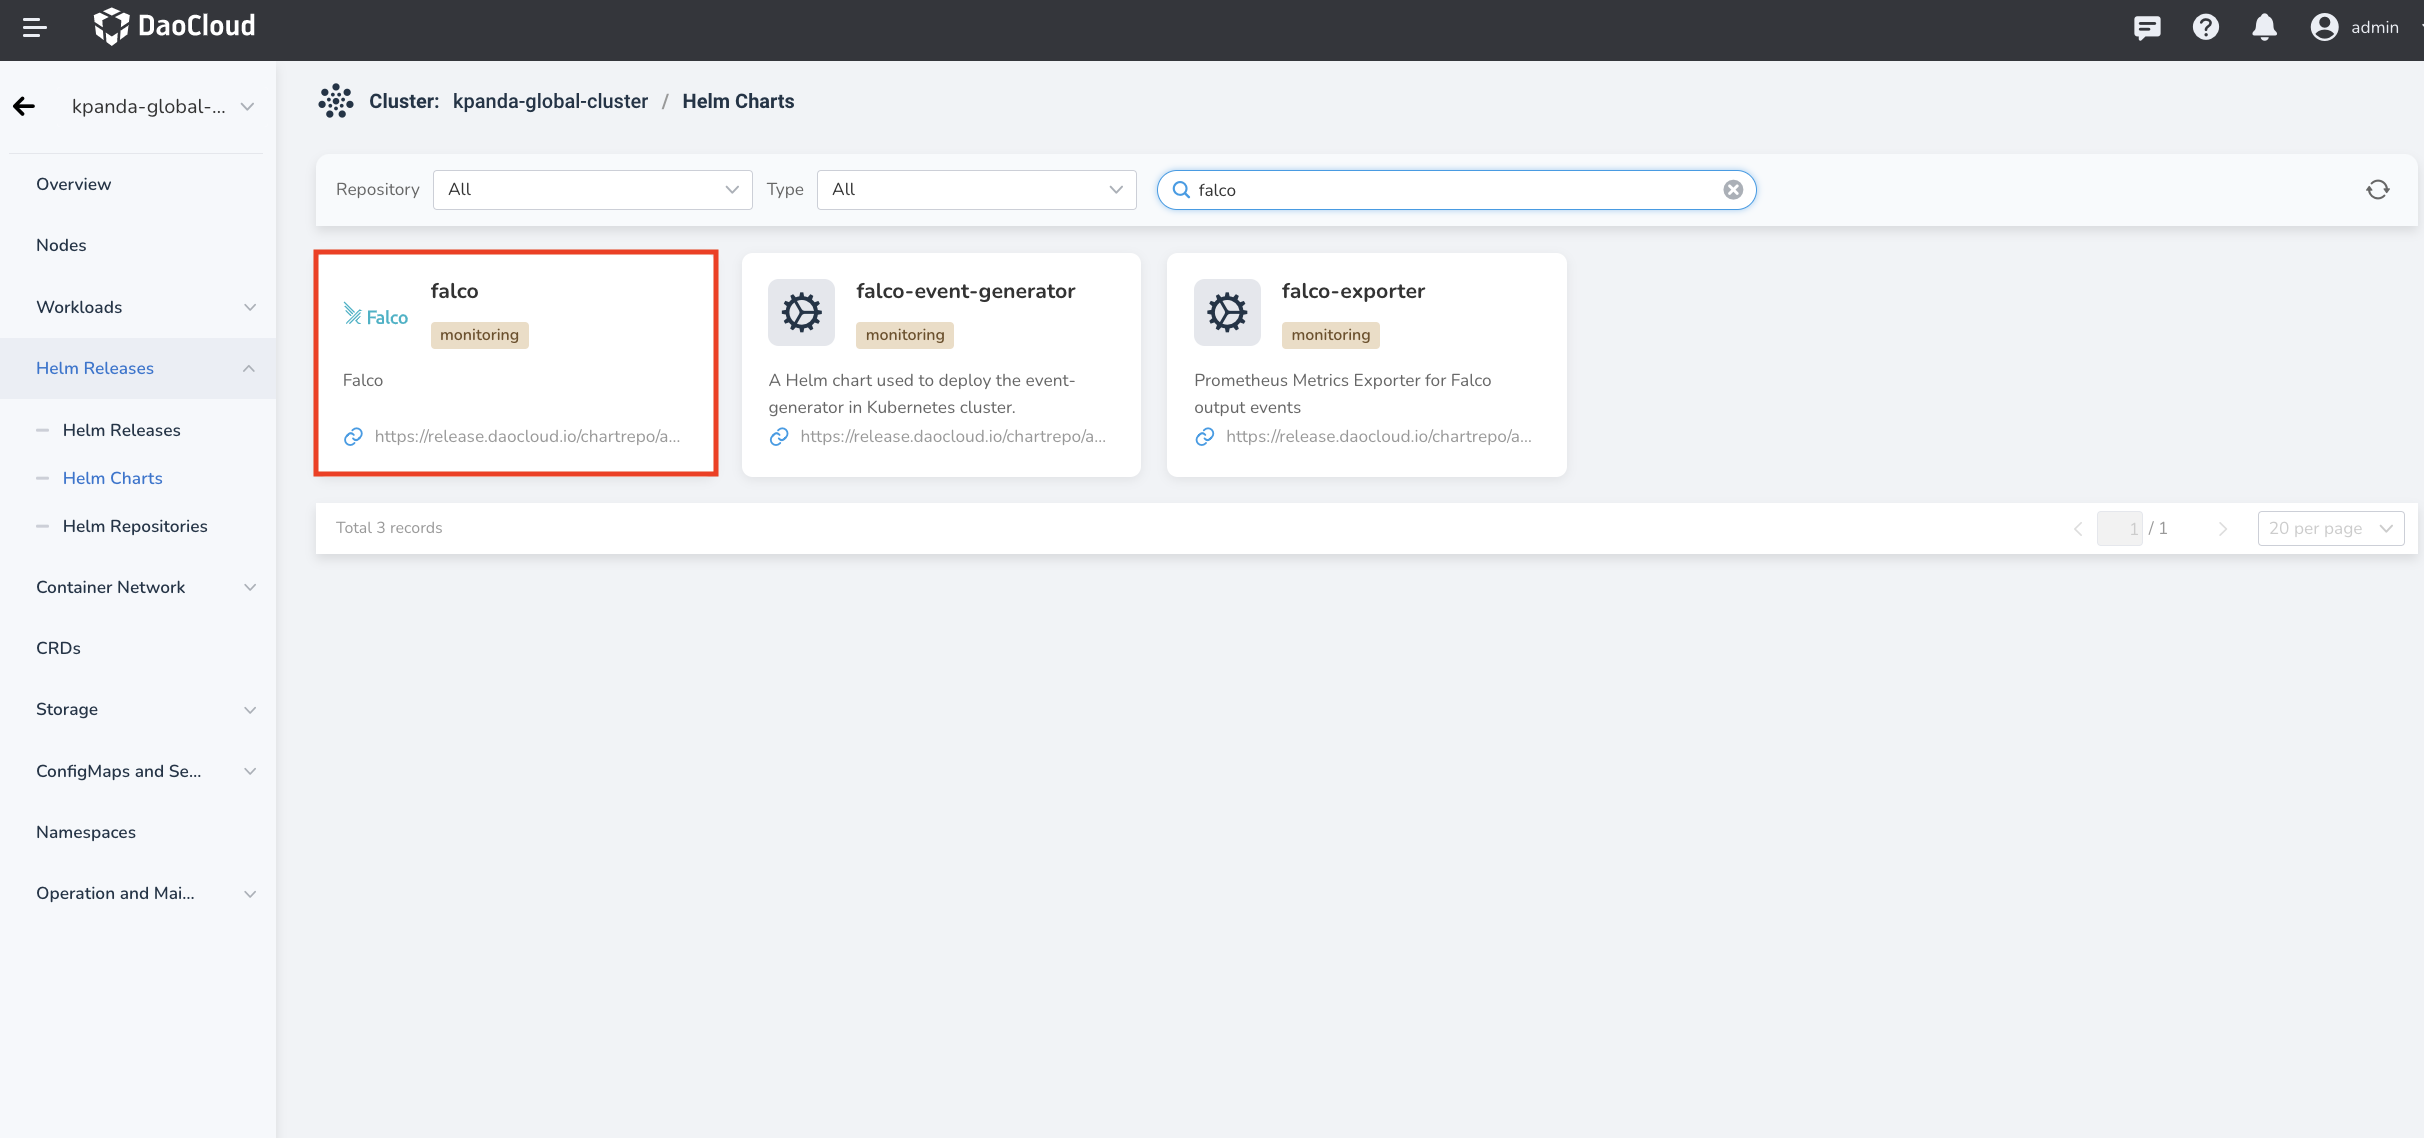 DaoCloud
admin
kpanda-global-...
Overview
Nodes
Workloads
Helm Releases
Helm Releases
Helm Charts
Helm Repositories
Container Network
CRDs
Storage
ConfigMaps and Se...
Namespaces
Operation and Mai...
Cluster: kpanda-global-cluster / Helm Charts
Repository All Type All falco
falco
monitoring
Falco
Falco
https://release.daocloud.io/chartrepo/a...
falco-event-generator
monitoring
A Helm chart used to deploy the event-
generator in Kubernetes cluster.
https://release.daocloud.io/chartrepo/a...
falco-exporter
monitoring
Prometheus Metrics Exporter for Falco
output events
https://release.daocloud.io/chartrepo/a...
Total 3 records
1 / 1
20 per page